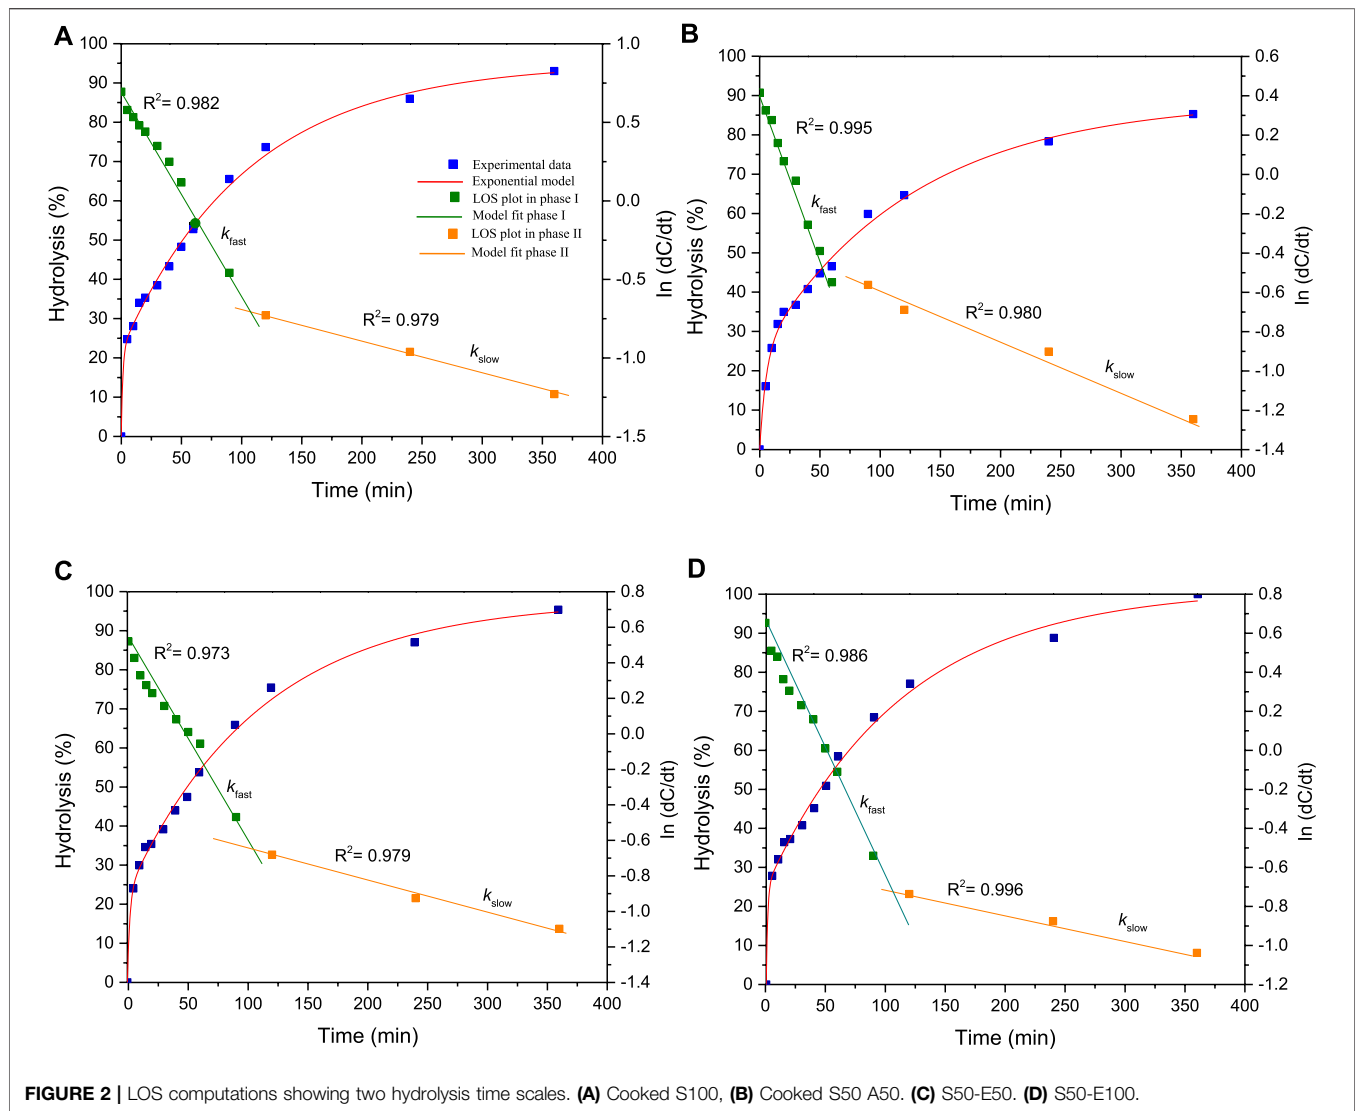 A
100
90
80
70
60
50
40
30
20
10
0
Hydrolysis (%)
1.0
0.5
0.0
-0.5
-1.0
-1.5
ln (dC/dt)
0 50 100 150 200 250 300 350 400
Time (min)
R2= 0.982
kfast
R2= 0.979
kslow
Experimental data
Exponential model
LOS plot in phase I
Model fit phase I
LOS plot in phase II
Model fit phase II
B
100
90
80
70
60
50
40
30
20
10
0
Hydrolysis (%)
0.6
0.4
0.2
0.0
-0.2
-0.4
-0.6
-0.8
-1.0
-1.2
-1.4
ln (dC/dt)
0 50 100 150 200 250 300 350 400
Time (min)
R2= 0.995
kfast
R2= 0.980
kslow
C
100
90
80
70
60
50
40
30
20
10
0
Hydrolysis (%)
0.8
0.6
0.4
0.2
0.0
-0.2
-0.4
-0.6
-0.8
-1.0
-1.2
-1.4
ln (dC/dt)
0 50 100 150 200 250 300 350 400
Time (min)
R2= 0.973
kfast
R2= 0.979
kslow
D
100
90
80
70
60
50
40
30
20
10
0
Hydrolysis (%)
0.8
0.6
0.4
0.2
0.0
-0.2
-0.4
-0.6
-0.8
-1.0
-1.2
ln (dC/dt)
0 50 100 150 200 250 300 350 400
Time (min)
R2= 0.986
kfast
R2= 0.996
kslow
FIGURE 2 | LOS computations showing two hydrolysis time scales. (A) Cooked S100, (B) Cooked S50 A50. (C) S50-E50. (D) S50-E100.